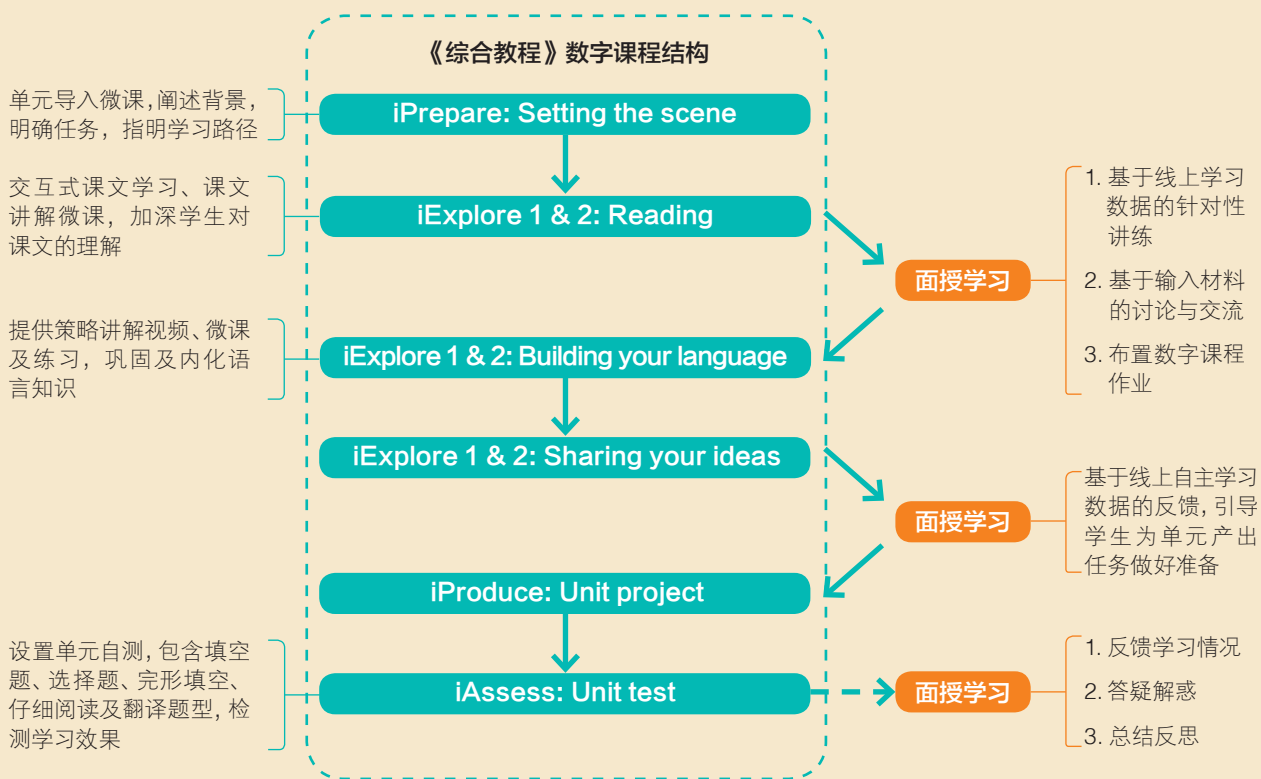 《综合教程》数字课程结构
单元导入微课，阐述背景，
明确任务，指明学习路径
iPrepare: Setting the scene
交互式课文学习、课文
讲解微课，加深学生对
课文的理解
iExplore 1 & 2: Reading
面授学习
1. 基于线上学习
数据的针对性
讲练
2. 基于输入材料
的讨论与交流
3. 布置数字课程
作业
提供策略讲解视频、微课
及练习，巩固及内化语
言知识
iExplore 1 & 2: Building your language
iExplore 1 & 2: Sharing your ideas
面授学习
基于线上自主学习
数据的反馈，引导
学生为单元产出
任务做好准备
iProduce: Unit project
设置单元自测，包含填空
题、选择题、完形填空、
仔细阅读及翻译题型，检
测学习效果
iAssess: Unit test
面授学习
1. 反馈学习情况
2. 答疑解惑
3. 总结反思